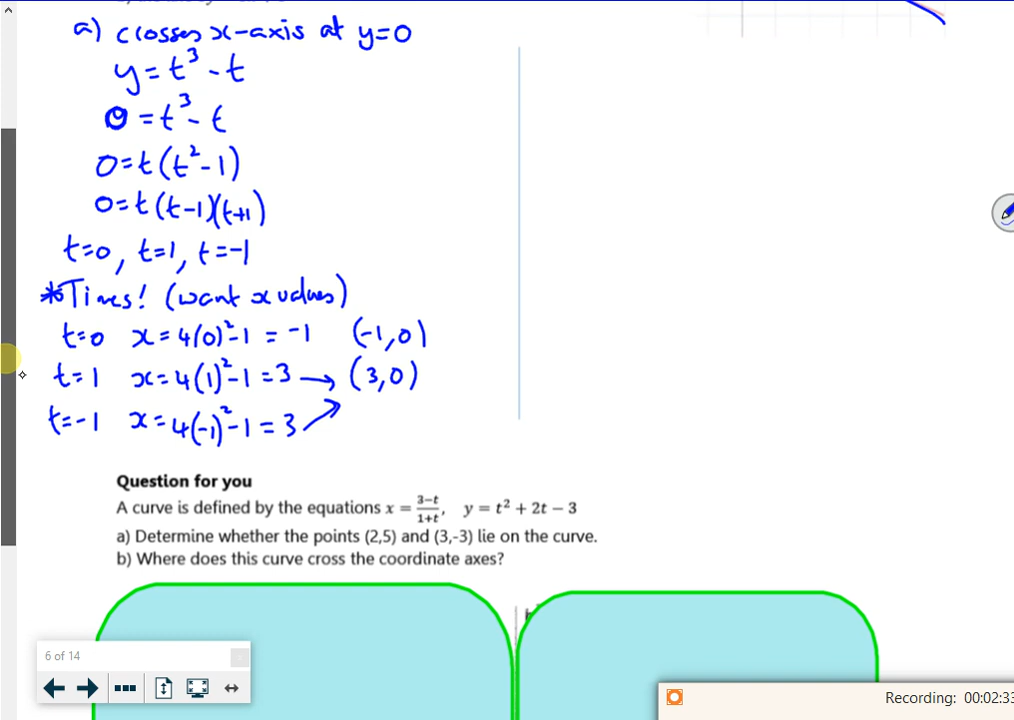 a) crosses x-axis at y=0
y = t³ - t
0 = t³ - t
0 = t(t² - 1)
0 = t(t-1)(t+1)
t=0, t=1, t=-1
*Times! (want x values)
t=0 x = 4(0)² - 1 = -1 (-1,0)
t=1 x = 4(1)² - 1 = 3 → (3,0)
t=-1 x = 4(-1)² - 1 = 3
Question for you
A curve is defined by the equations x = (3−t)/(1+t), y = t² + 2t − 3
a) Determine whether the points (2,5) and (3,-3) lie on the curve.
b) Where does this curve cross the coordinate axes?
6 of 14
Recording: 00:02:33